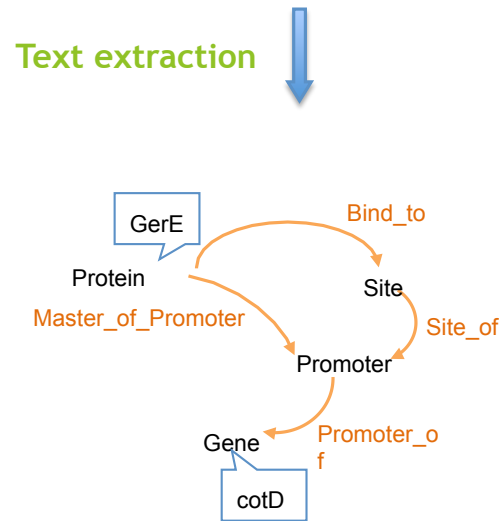 Text extraction
GerE
Bind_to
Protein
Site
Master_of_Promoter
Site_of
Promoter
Gene
Promoter_o
f
cotD